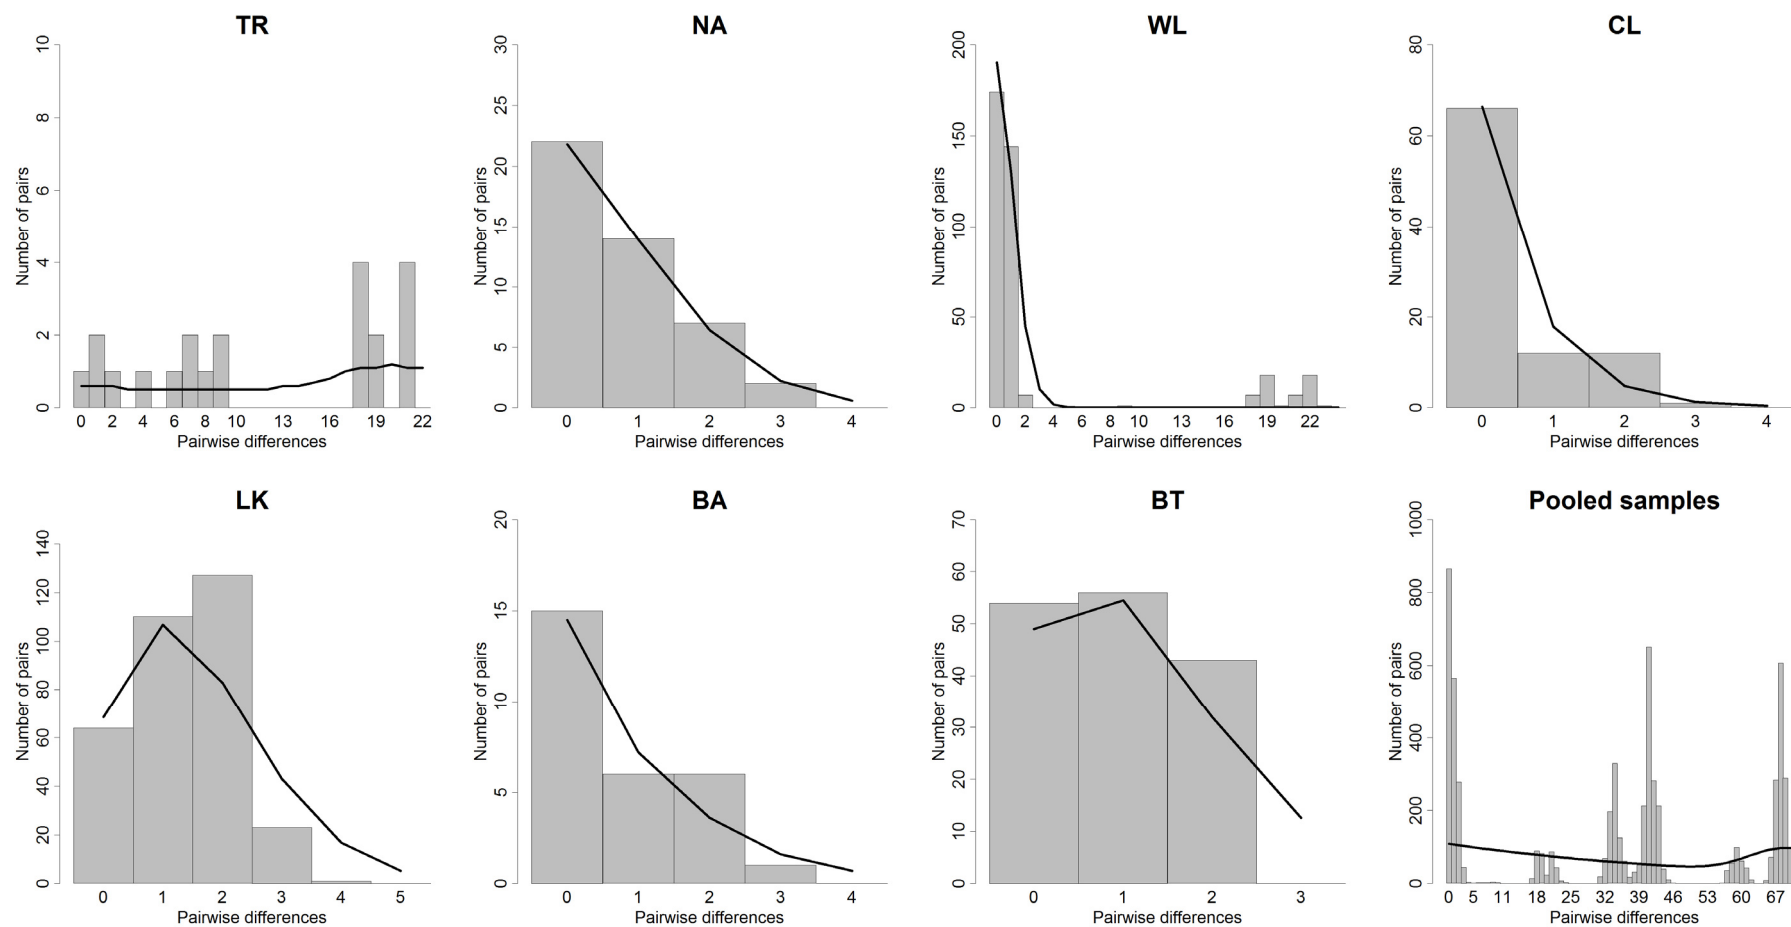 TR
10
8
6
4
2
0
Number of pairs
0 2 4 6 8 10 13 16 19 22
Pairwise differences
NA
30
25
20
15
10
5
0
Number of pairs
0 1 2 3 4
Pairwise differences
WL
200
150
100
50
0
Number of pairs
0 2 4 6 8 10 13 16 19 22
Pairwise differences
CL
80
60
40
20
0
Number of pairs
0 1 2 3 4
Pairwise differences
LK
140
120
100
80
60
40
20
0
Number of pairs
0 1 2 3 4 5
Pairwise differences
BA
20
15
10
5
0
Number of pairs
0 1 2 3 4
Pairwise differences
BT
70
60
50
40
30
20
10
0
Number of pairs
0 1 2 3
Pairwise differences
Pooled samples
1000
800
600
400
200
0
Number of pairs
0 5 11 18 25 32 39 46 53 60 67
Pairwise differences